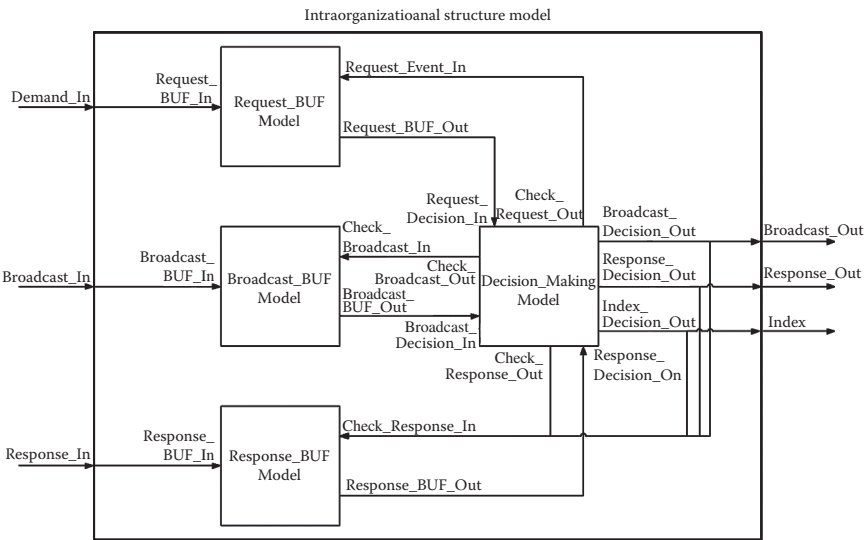 Intraorganizatioanal structure model
Demand_In
Request_
BUF_In
Request_BUF
Model
Request_Event_In
Request_BUF_Out
Request_
Decision_In
Check_
Request_Out
Broadcast_In
Broadcast_
BUF_In
Broadcast_BUF
Model
Check_
Broadcast_In
Check_
Broadcast_Out
Broadcast_
BUF_Out
Broadcast_
Decision_In
Decision_Making
Model
Broadcast_
Decision_Out
Broadcast_Out
Response_
Decision_Out
Response_Out
Index_
Decision_Out
Index
Check_
Response_Out
Response_
Decision_On
Response_In
Response_
BUF_In
Response_BUF
Model
Check_Response_In
Response_BUF_Out